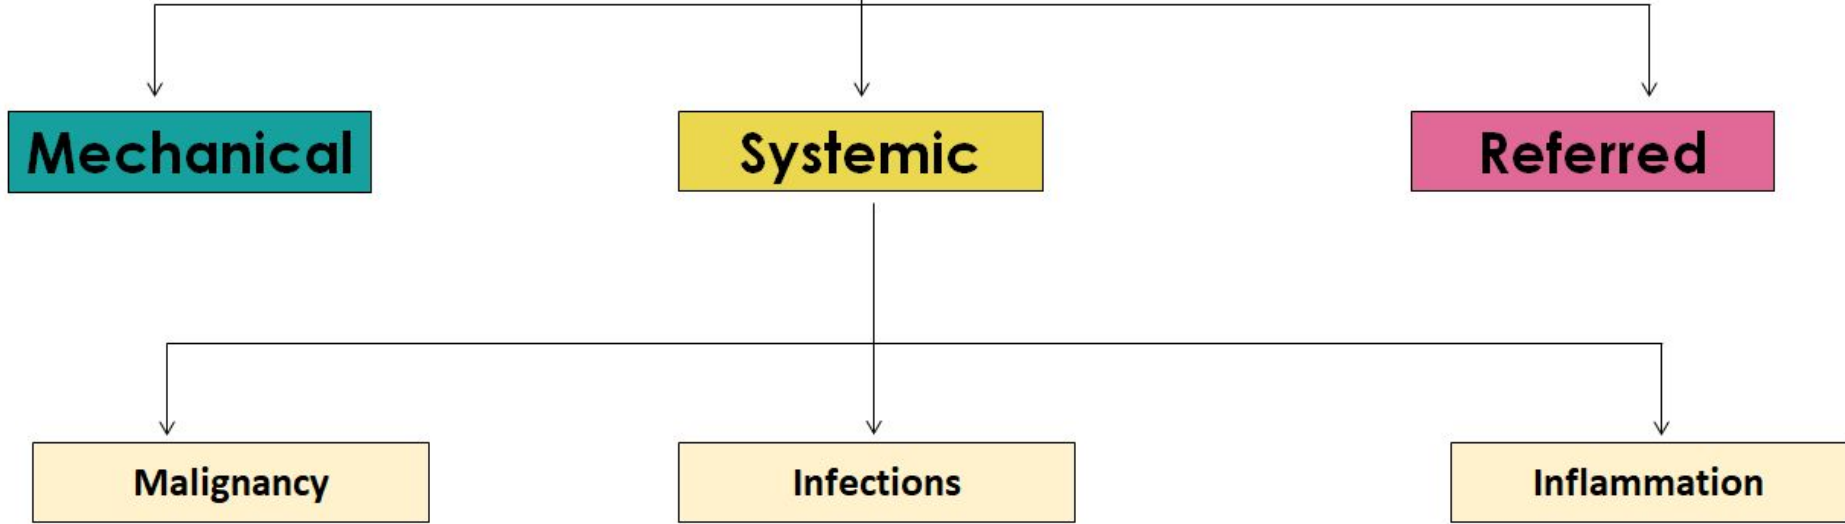 Mechanical
Systemic
Referred
Malignancy
Infections
Inflammation